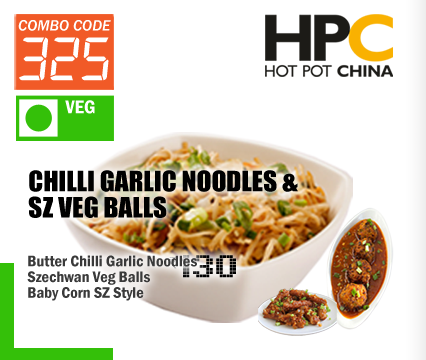 COMBO CODE
325
VEG
HPC
HOT POT CHINA
CHILLI GARLIC NOODLES &
SZ VEG BALLS
Butter Chilli Garlic Noodles
130
Szechwan Veg Balls
Baby Corn SZ Style